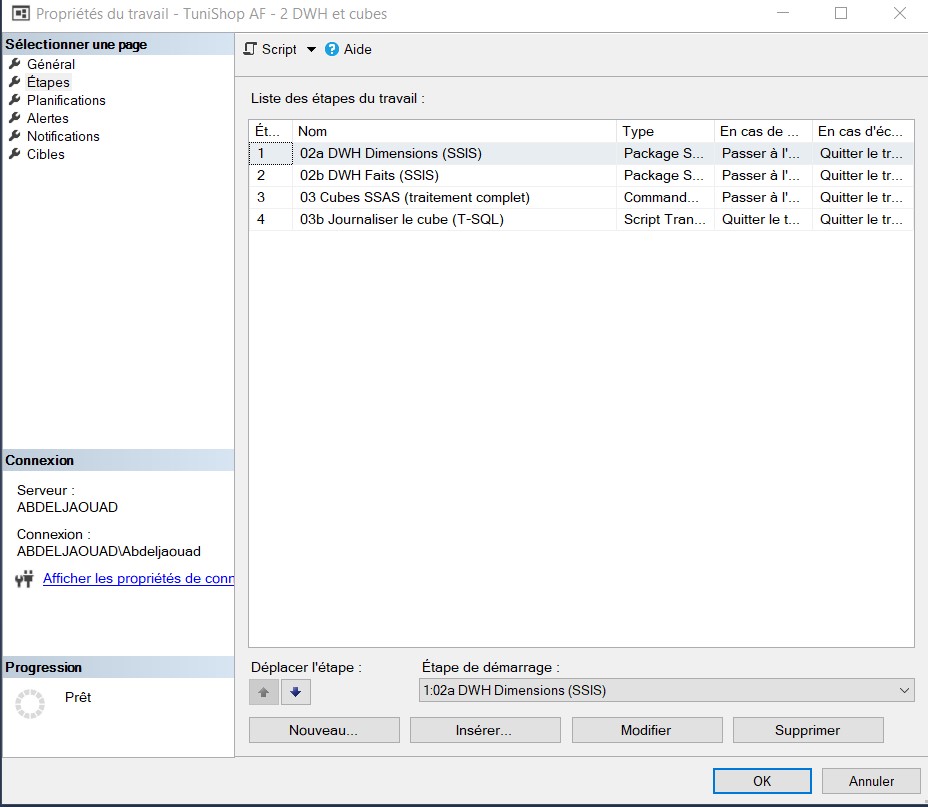 Propriétés du travail - TuniShop AF - 2 DWH et cubes
Sélectionner une page
Général
Étapes
Planifications
Alertes
Notifications
Cibles
Script
Aide
Liste des étapes du travail :
Ét... Nom Type En cas de ... En cas d'éc...
1 02a DWH Dimensions (SSIS) Package S... Passer à l'... Quitter le tr...
2 02b DWH Faits (SSIS) Package S... Passer à l'... Quitter le tr...
3 03 Cubes SSAS (traitement complet) Command... Passer à l'... Quitter le tr...
4 03b Journaliser le cube (T-SQL) Script Tran... Quitter le t... Quitter le tr...
Connexion
Serveur :
ABDELJAOUAD
Connexion :
ABDELJAOUAD\Abdeljaouad
Afficher les propriétés de conn
Progression
Prêt
Déplacer l'étape : Étape de démarrage :
1:02a DWH Dimensions (SSIS)
Nouveau... Insérer... Modifier Supprimer
OK Annuler